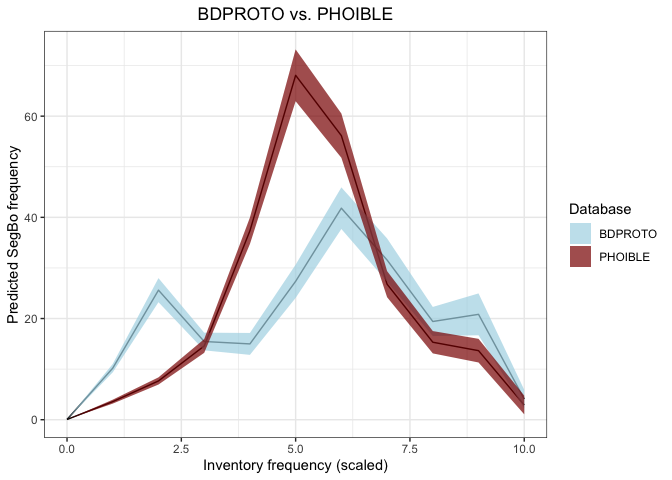 BDPROTO vs. PHOIBLE
Predicted SegBo frequency
60
40
20
0
0.0 2.5 5.0 7.5 10.0
Inventory frequency (scaled)
Database
BDPROTO
PHOIBLE